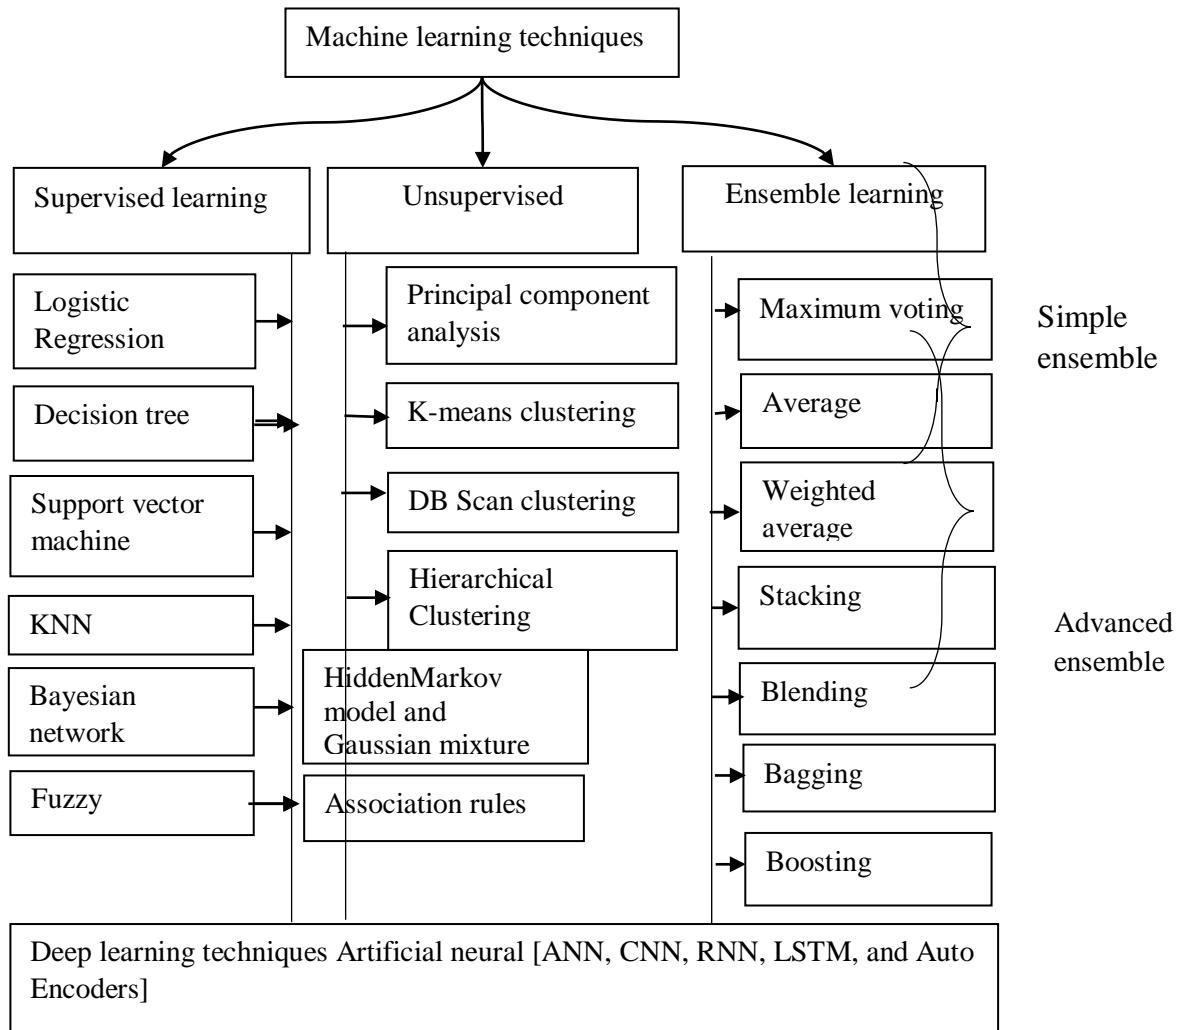 Machine learning techniques
Supervised learning
Unsupervised
Ensemble learning
Logistic
Regression
Decision tree
Support vector
machine
KNN
Bayesian
network
Fuzzy
Principal component
analysis
K-means clustering
DB Scan clustering
Hierarchical
Clustering
HiddenMarkov
model and
Gaussian mixture
Association rules
Maximum voting
Average
Weighted
average
Stacking
Blending
Bagging
Boosting
Simple
ensemble
Advanced
ensemble
Deep learning techniques Artificial neural [ANN, CNN, RNN, LSTM, and Auto
Encoders]